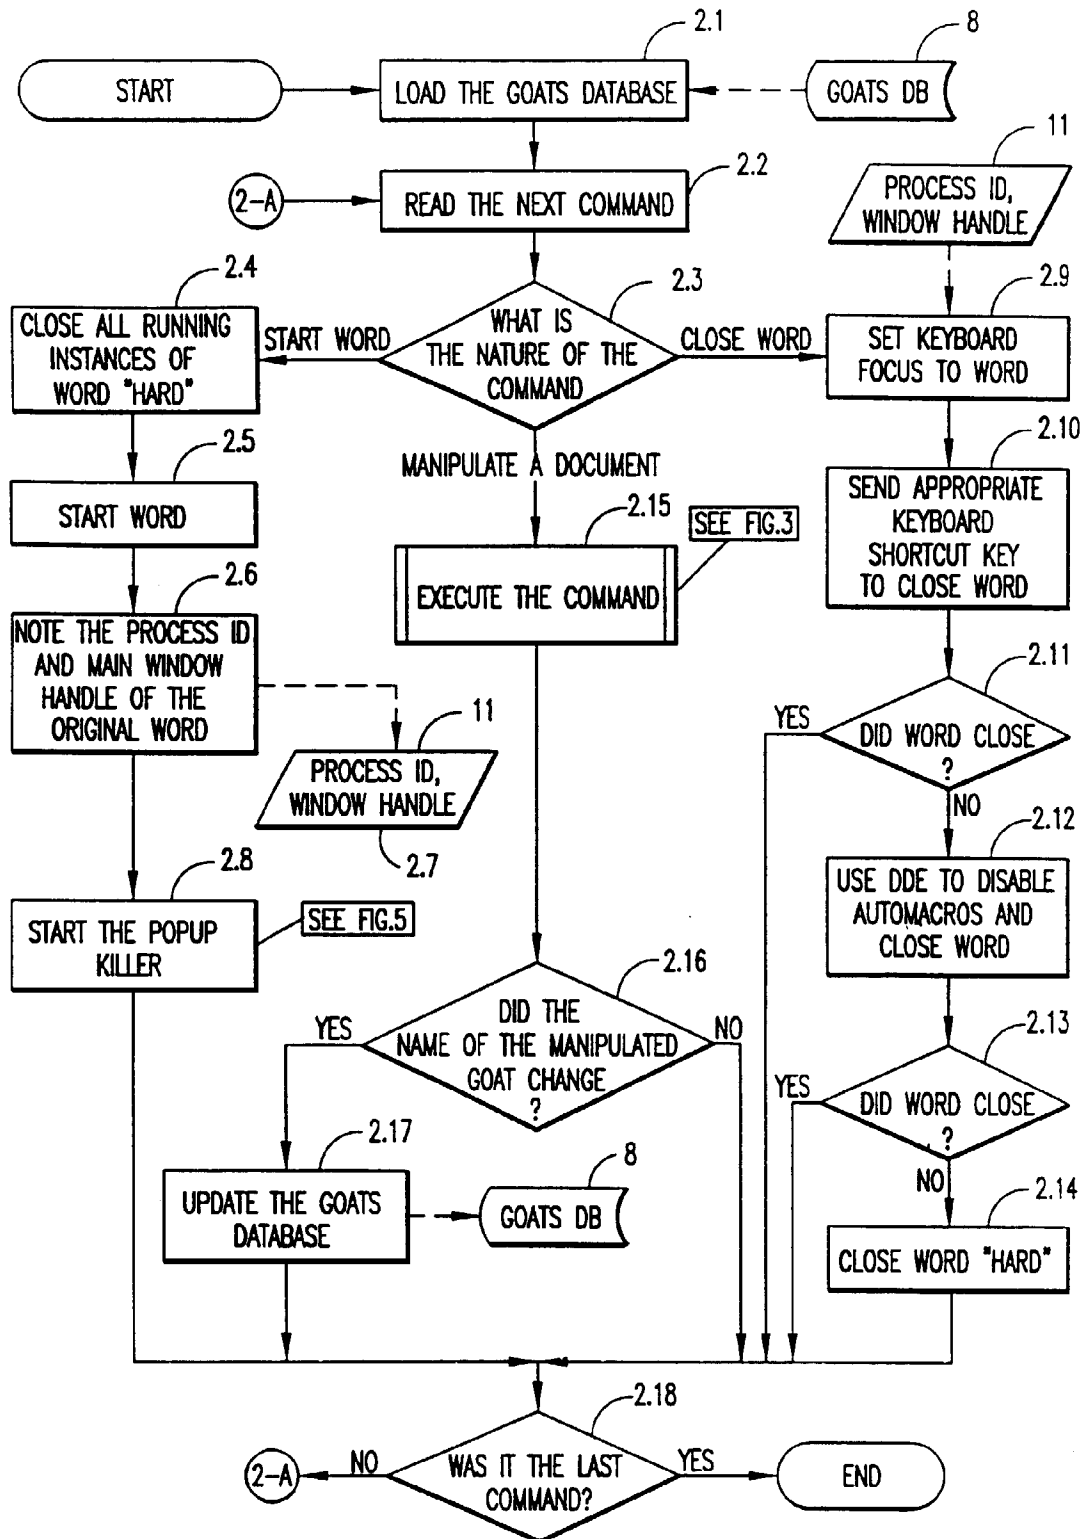 2.1
8
START
LOAD THE GOATS DATABASE
GOATS DB
2.2
11
2-A
READ THE NEXT COMMAND
PROCESS ID,
WINDOW HANDLE
2.4
CLOSE ALL RUNNING
INSTANCES OF
WORD "HARD"
START WORD
2.3
WHAT IS
THE NATURE OF THE
COMMAND
CLOSE WORD
2.9
SET KEYBOARD
FOCUS TO WORD
2.5
START WORD
MANIPULATE A DOCUMENT
2.10
SEND APPROPRIATE
KEYBOARD
SHORTCUT KEY
TO CLOSE WORD
2.15
SEE FIG.3
EXECUTE THE COMMAND
2.6
NOTE THE PROCESS ID
AND MAIN WINDOW
HANDLE OF THE
ORIGINAL WORD
11
PROCESS ID,
WINDOW HANDLE
2.7
2.11
YES
DID WORD CLOSE
?
NO
2.12
USE DDE TO DISABLE
AUTOMACROS AND
CLOSE WORD
2.8
START THE POPUP
KILLER
SEE FIG.5
2.16
YES
DID THE
NAME OF THE MANIPULATED
GOAT CHANGE
?
NO
2.13
YES
DID WORD CLOSE
?
NO
2.17
UPDATE THE GOATS
DATABASE
8
GOATS DB
2.14
CLOSE WORD "HARD"
2.18
2-A
NO
WAS IT THE LAST
COMMAND?
YES
END